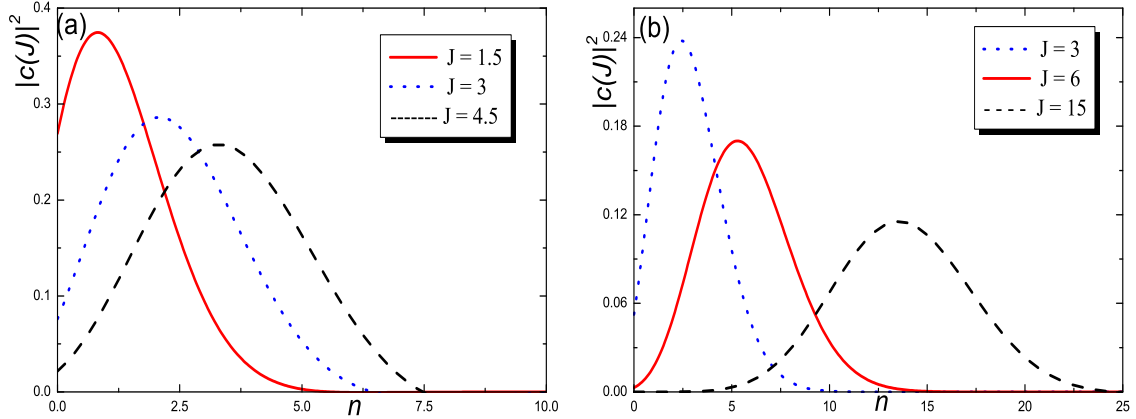 (a)
|c(J)|²
0.4
0.3
0.2
0.1
0.0
J = 1.5
J = 3
J = 4.5
0.0 2.5 5.0 7.5 10.0
n
(b)
|c(J)|²
0.24
0.18
0.12
0.06
0.00
J = 3
J = 6
J = 15
0 5 10 15 20 25
n